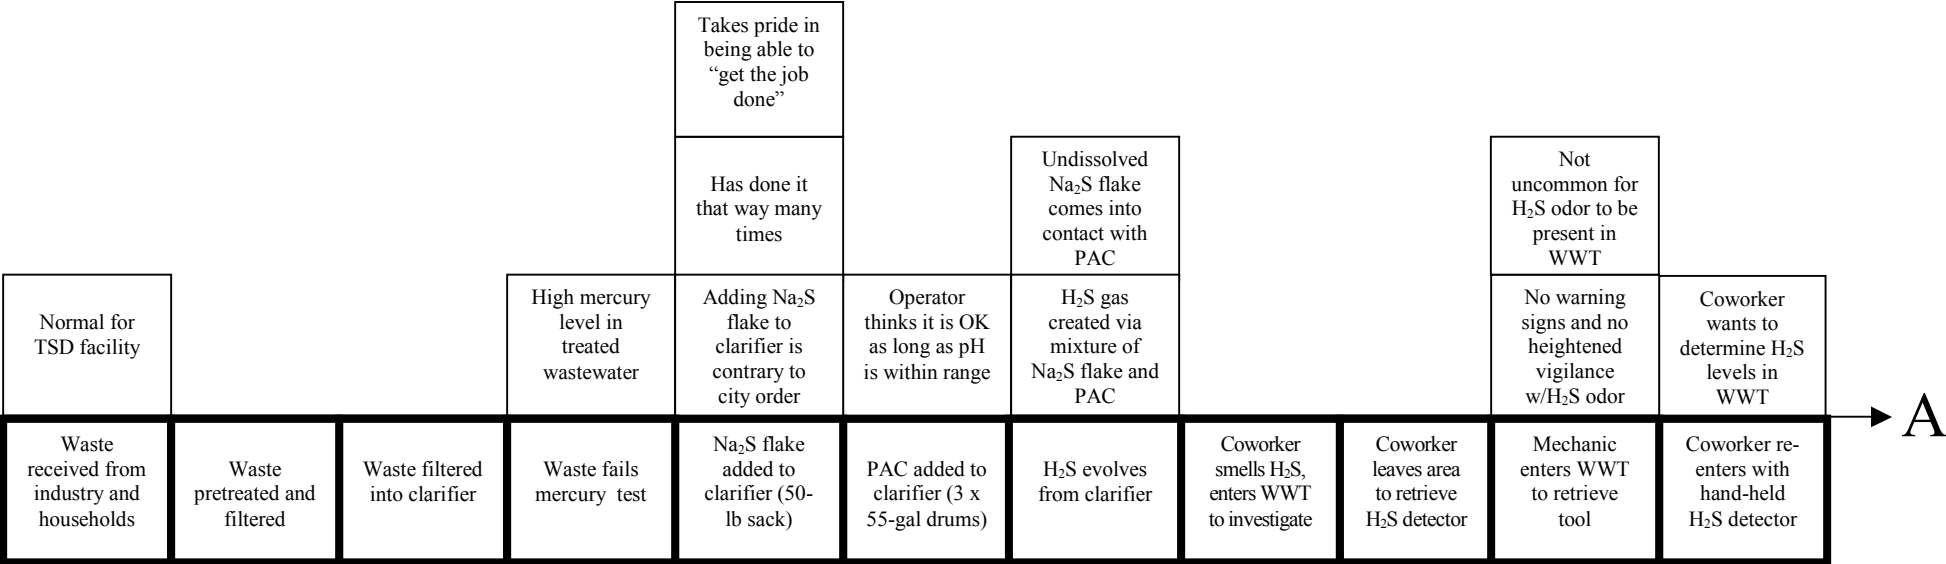 Takes pride in
being able to
“get the job
done”
Has done it
that way many
times
Undissolved
Na₂S flake
comes into
contact with
PAC
Not
uncommon for
H₂S odor to be
present in
WWT
Normal for
TSD facility
High mercury
level in
treated
wastewater
Adding Na₂S
flake to
clarifier is
contrary to
city order
Operator
thinks it is OK
as long as pH
is within range
H₂S gas
created via
mixture of
Na₂S flake and
PAC
No warning
signs and no
heightened
vigilance
w/H₂S odor
Coworker
wants to
determine H₂S
levels in
WWT
A
Waste
received from
industry and
households
Waste
pretreated and
filtered
Waste filtered
into clarifier
Waste fails
mercury test
Na₂S flake
added to
clarifier (50-
lb sack)
PAC added to
clarifier (3 x
55-gal drums)
H₂S evolves
from clarifier
Coworker
smells H₂S,
enters WWT
to investigate
Coworker
leaves area
to retrieve
H₂S detector
Mechanic
enters WWT
to retrieve
tool
Coworker re-
enters with
hand-held
H₂S detector